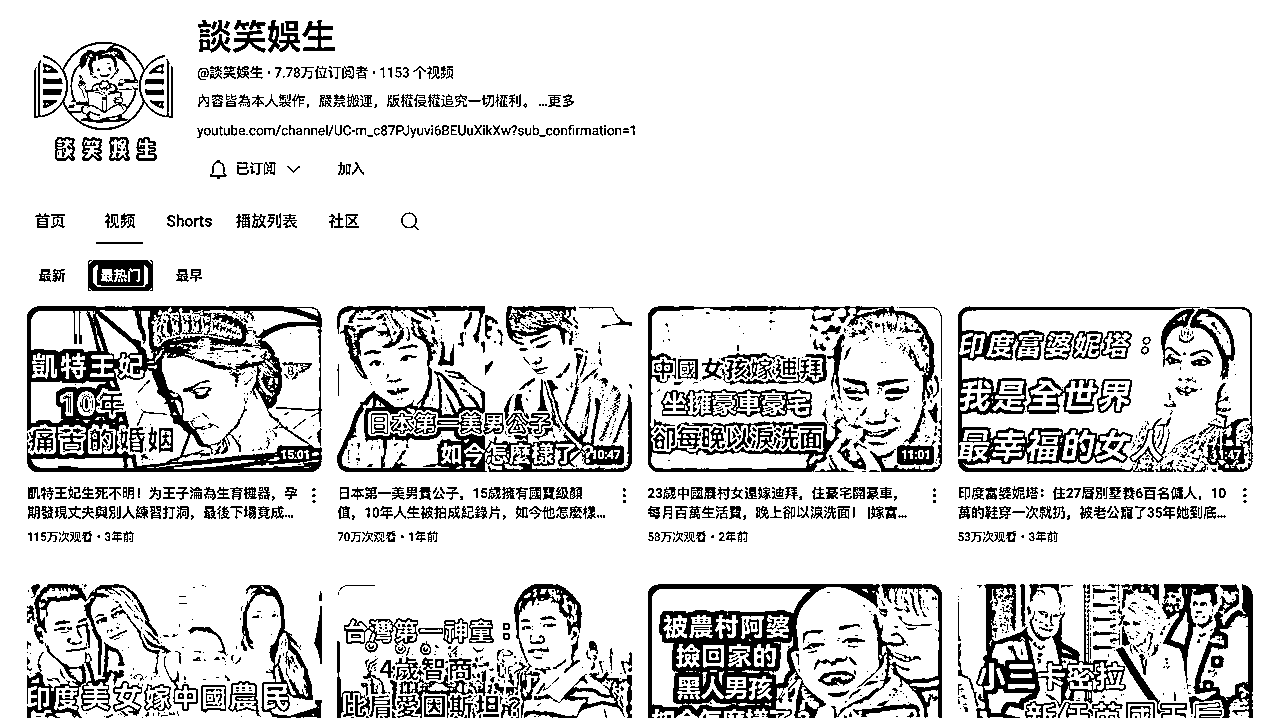 談笑娛生
@談笑娛生 · 7.78万位订阅者 · 1153 个视频
內容皆為本人製作，嚴禁搬運，版權侵權追究一切權利。 ...更多
youtube.com/channel/UC-m_c87PJyuvi6BEUuXikXw?sub_confirmation=1
談笑娛生
已订阅
加入
首页 视频 Shorts 播放列表 社区
最新 最热门 最早
凱特王妃
10年
痛苦的婚姻
15:01
日本第一美男公子
如今怎麼樣了
10:47
中國女孩嫁迪拜
坐擁豪車豪宅
卻每晚以淚洗面
11:01
印度富婆妮塔：
我是全世界
最幸福的女人
:47
凱特王妃生死不明！为王子淪為生育機器，孕
期發現丈夫與別人練習打洞，最後下場竟成...
115万次观看 · 3年前
日本第一美男貴公子，15歲擁有國寶級顏
值，10年人生被拍成紀錄片，如今他怎麼樣...
70万次观看 · 1年前
23歲中國農村女還嫁迪拜，住豪宅開豪車，
每月百萬生活費，晚上卻以淚洗面！ |嫁富...
58万次观看 · 2年前
印度富婆妮塔：住27層別墅養6百名傭人，10
萬的鞋穿一次就扔，被老公寵了35年她到底...
53万次观看 · 3年前
印度美女嫁中國農民
台灣第一神童：
4歲智商
比肩愛因斯坦
被農村阿婆
撿回家的
黑人男孩
如今怎麼樣了?
小三卡密拉
新任英國王后